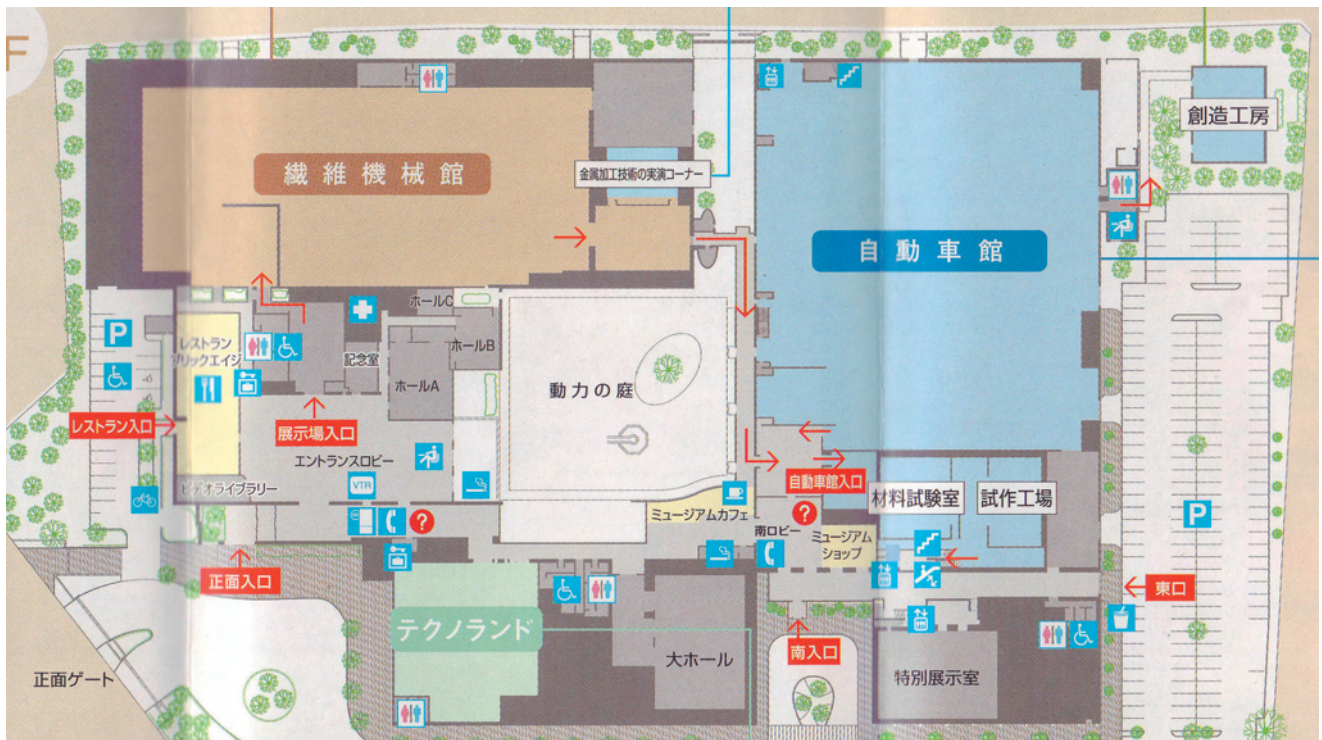 F
創造工房
繊維機械館
金属加工技術の実演コーナー
自動車館
P
ホールC
レストラン
ブリックエイジ
記念室
ホールB
ホールA
動力の庭
レストラン入口
展示場入口
エントランスロビー
自動車館入口
ビデオライブラリー
VTR
材料試験室
試作工場
?
?
ミュージアムカフェ
南ロビー
ミュージアム
ショップ
P
正面入口
東口
テクノランド
大ホール
南入口
特別展示室
正面ゲート